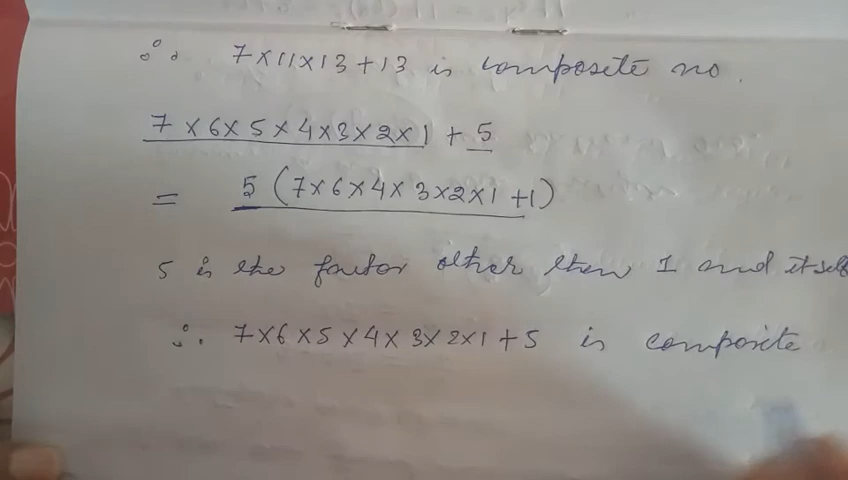 ∴ 7×11×13+13 is composite no.
7×6×5×4×3×2×1 + 5
= 5 (7×6×4×3×2×1+1)
5 is the factor other then 1 and itself
∴ 7×6×5×4×3×2×1+5 is composite